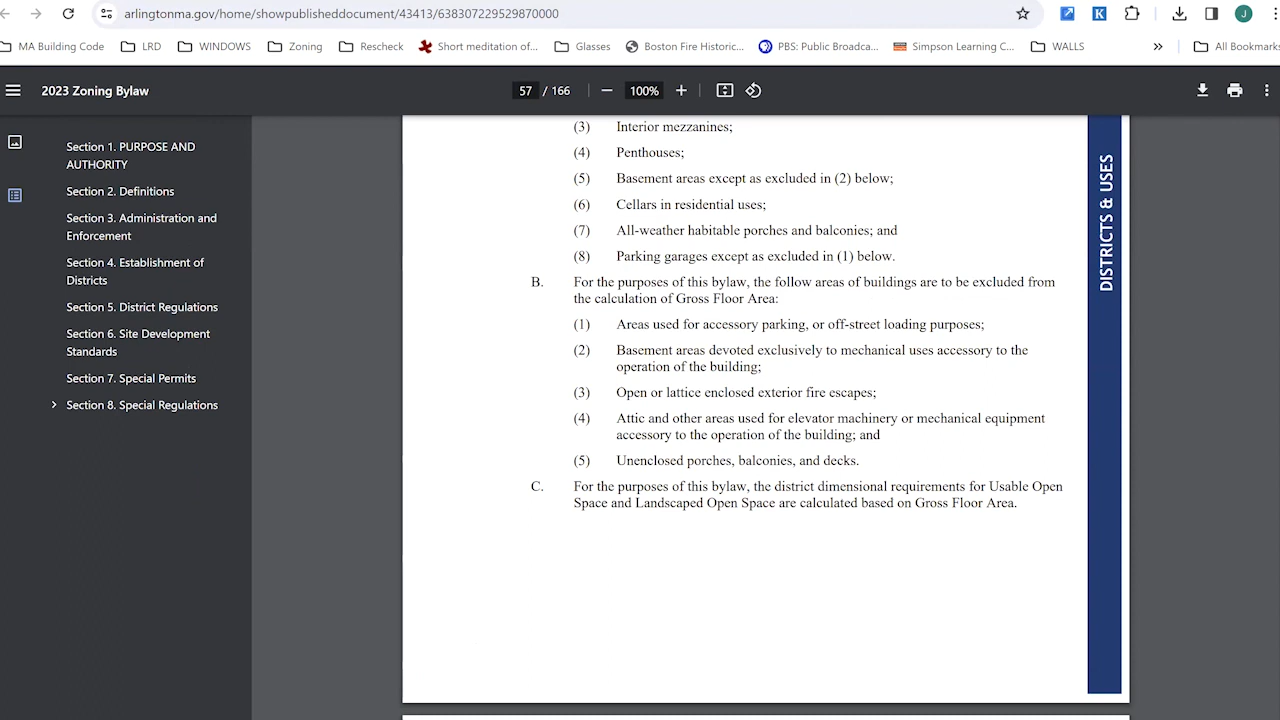 arlingtonma.gov/home/showpublisheddocument/43413/638307229529870000
K
J
MA Building Code
LRD
WINDOWS
Zoning
Rescheck
Short meditation of...
Glasses
Boston Fire Historic...
PBS: Public Broadca...
Simpson Learning C...
WALLS
»
All Bookmarks
2023 Zoning Bylaw
57 / 166
100%
Section 1. PURPOSE AND
AUTHORITY
Section 2. Definitions
Section 3. Administration and
Enforcement
Section 4. Establishment of
Districts
Section 5. District Regulations
Section 6. Site Development
Standards
Section 7. Special Permits
Section 8. Special Regulations
(3) Interior mezzanines;
(4) Penthouses;
(5) Basement areas except as excluded in (2) below;
(6) Cellars in residential uses;
(7) All-weather habitable porches and balconies; and
(8) Parking garages except as excluded in (1) below.
B. For the purposes of this bylaw, the follow areas of buildings are to be excluded from
the calculation of Gross Floor Area:
(1) Areas used for accessory parking, or off-street loading purposes;
(2) Basement areas devoted exclusively to mechanical uses accessory to the
operation of the building;
(3) Open or lattice enclosed exterior fire escapes;
(4) Attic and other areas used for elevator machinery or mechanical equipment
accessory to the operation of the building; and
(5) Unenclosed porches, balconies, and decks.
C. For the purposes of this bylaw, the district dimensional requirements for Usable Open
Space and Landscaped Open Space are calculated based on Gross Floor Area.
DISTRICTS & USES